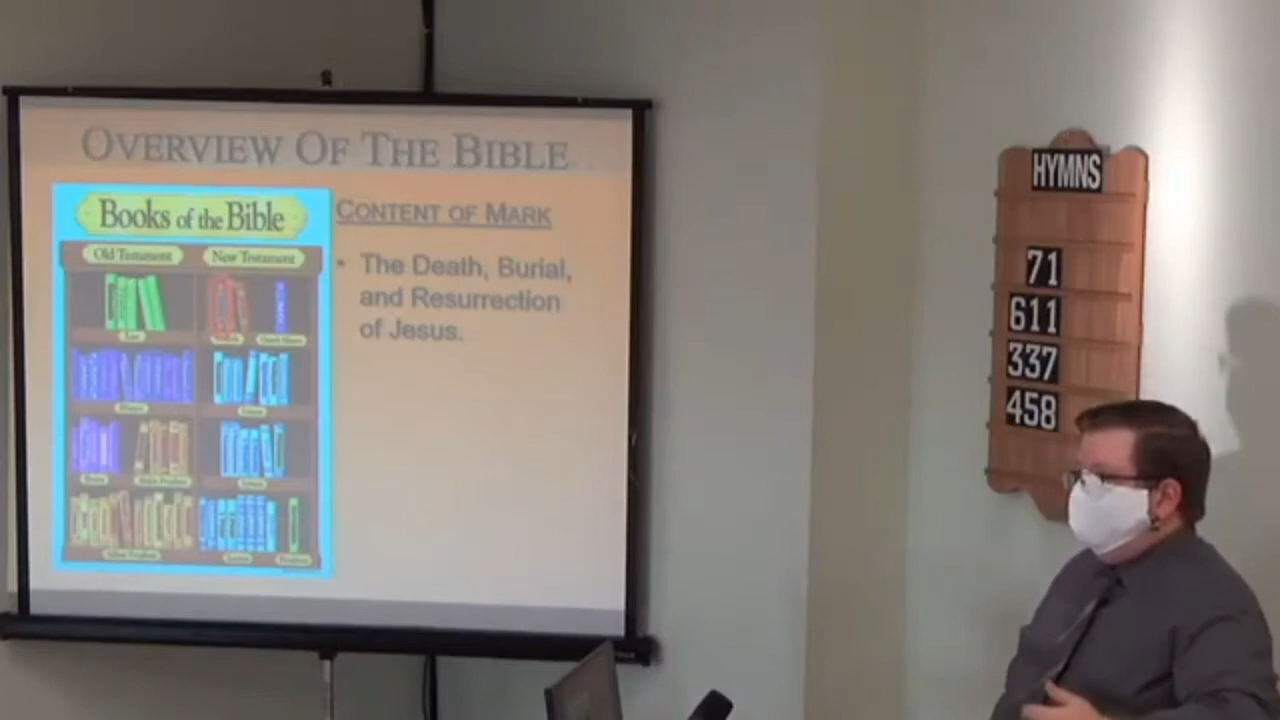 OVERVIEW OF THE BIBLE
Books of the Bible
Old Testament
New Testament
CONTENT OF MARK
• The Death, Burial,
and Resurrection
of Jesus.
HYMNS
71
611
337
458